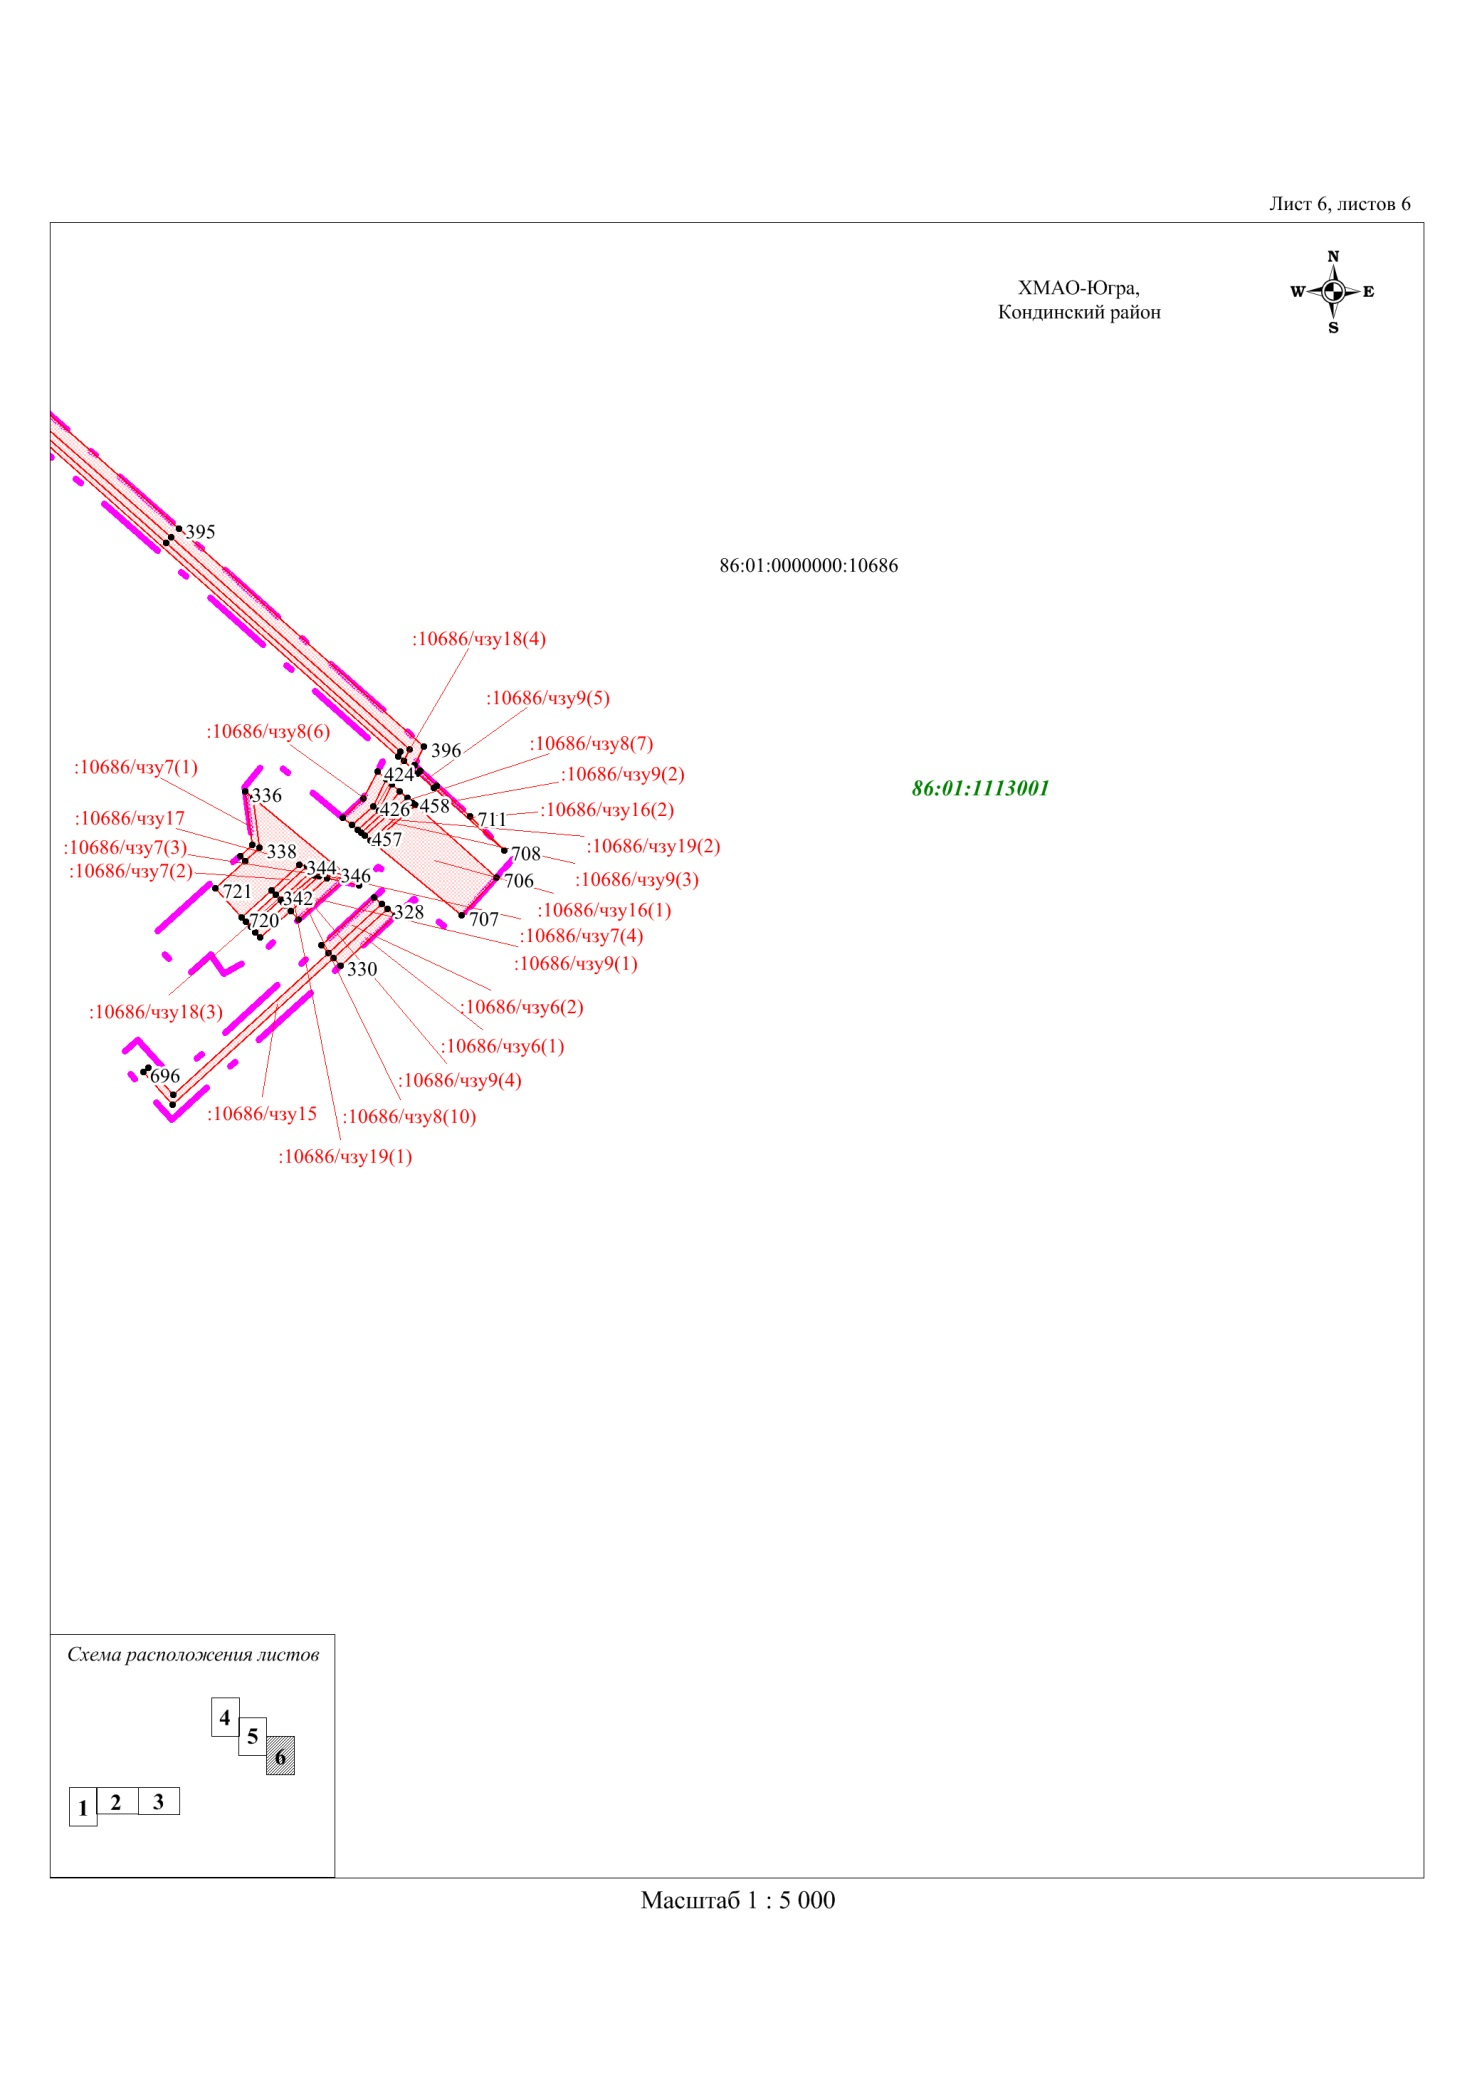 Лист 6, листов 6
ХМАО-Югра,
Кондинский район
N
W E
S
395
86:01:0000000:10686
:10686/чзу18(4)
:10686/чзу9(5)
:10686/чзу8(6)
:10686/чзу8(7)
396
:10686/чзу7(1)
424
:10686/чзу9(2)
86:01:1113001
336
426
458
:10686/чзу16(2)
:10686/чзу17
711
457
:10686/чзу19(2)
:10686/чзу7(3)
338
708
:10686/чзу7(2)
344
346
706
:10686/чзу9(3)
721
342
328
:10686/чзу16(1)
720
707
:10686/чзу7(4)
:10686/чзу9(1)
330
:10686/чзу18(3)
:10686/чзу6(2)
:10686/чзу6(1)
696
:10686/чзу9(4)
:10686/чзу15
:10686/чзу8(10)
:10686/чзу19(1)
Схема расположения листов
4
5
6
1
2
3
Масштаб 1 : 5 000